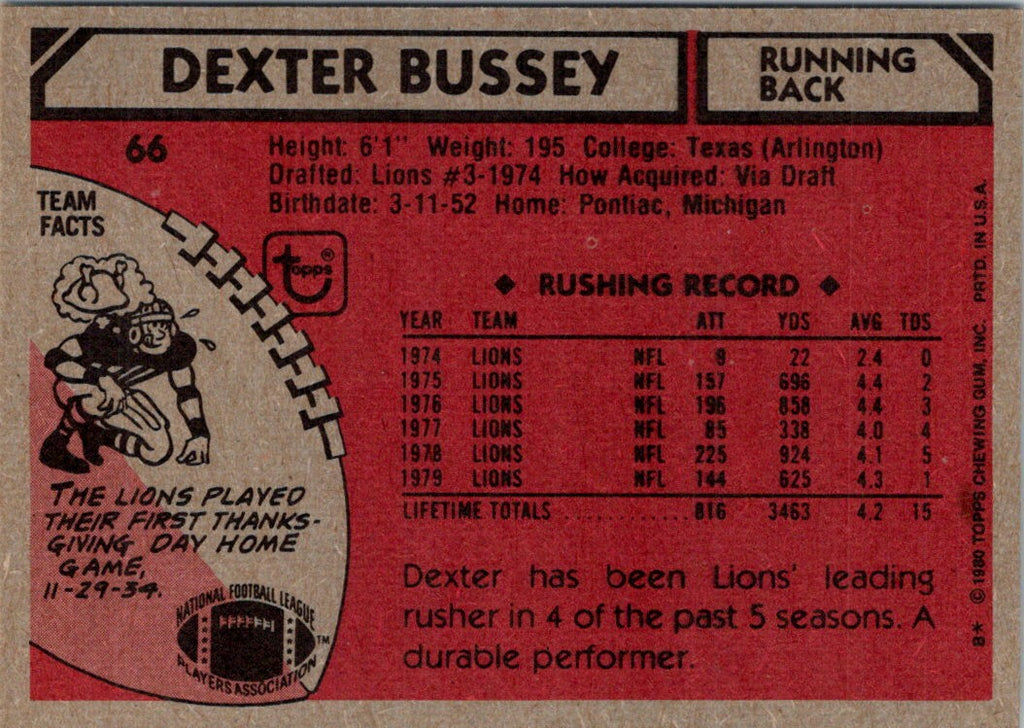 DEXTER BUSSEY
RUNNING
BACK
66
Height: 6'1" Weight: 195 College: Texas (Arlington)
Drafted: Lions #3-1974 How Acquired: Via Draft
Birthdate: 3-11-52 Home: Pontiac, Michigan
TEAM
FACTS
topps®
THE LIONS PLAYED
THEIR FIRST THANKS-
GIVING DAY HOME
GAME,
11-29-34.
NATIONAL FOOTBALL LEAGUE
PLAYERS ASSOCIATION
TM
◆ RUSHING RECORD ◆
YEAR TEAM ATT YDS AVG TDS
1974 LIONS NFL 9 22 2.4 0
1975 LIONS NFL 157 696 4.4 2
1976 LIONS NFL 196 858 4.4 3
1977 LIONS NFL 85 338 4.0 4
1978 LIONS NFL 225 924 4.1 5
1979 LIONS NFL 144 625 4.3 1
LIFETIME TOTALS .............. 816 3463 4.2 15
Dexter has been Lions' leading
rusher in 4 of the past 5 seasons. A
durable performer.
B* © 1980 TOPPS CHEWING GUM, INC. PRTD. IN U.S.A.